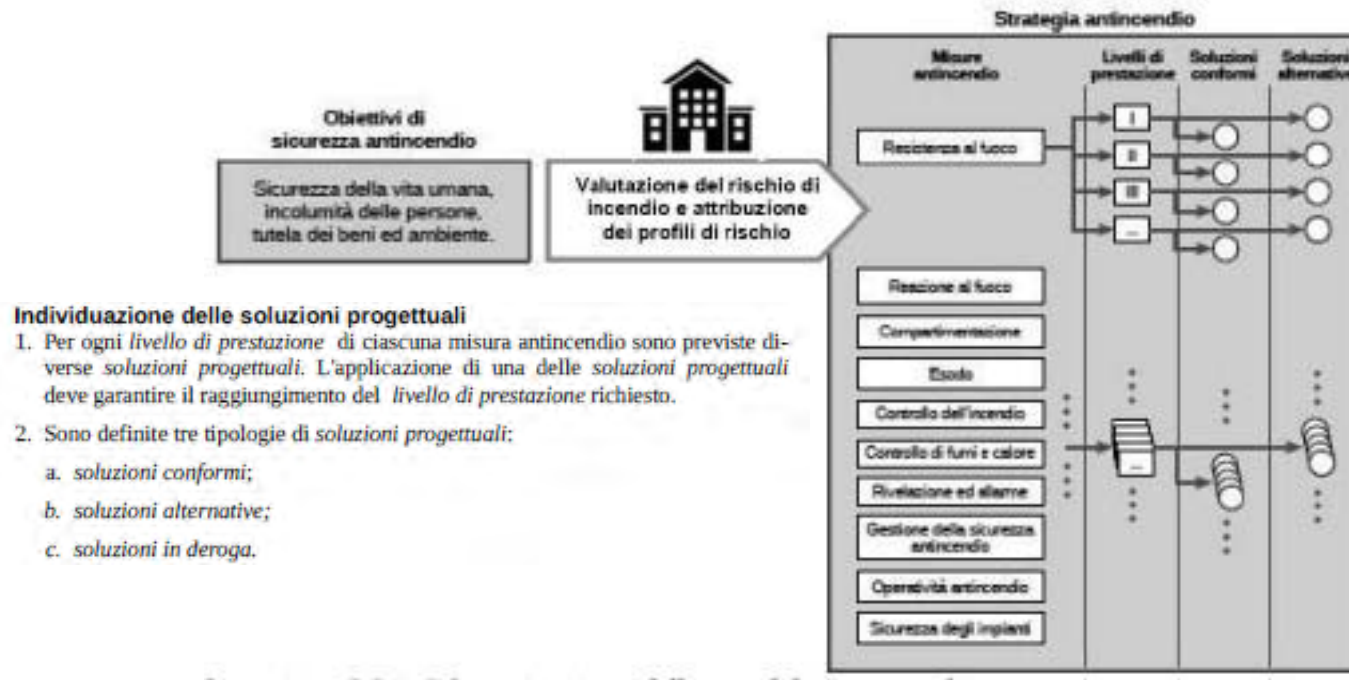 Strategia antincendio
Misure
antincendio
Livelli di
prestazione
Soluzioni
conformi
Soluzioni
alternative
Obiettivi di
sicurezza antincendio
Sicurezza della vita umana,
incolumità delle persone,
tutela dei beni ed ambiente.
Valutazione del rischio di
incendio e attribuzione
dei profili di rischio
Resistenza al fuoco
I
II
III
...
Reazione al fuoco
Compartimentazione
Esodo
Controllo dell'incendio
Controllo di fumi e calore
Rivelazione ed allarme
Gestione della sicurezza
antincendio
Operatività antincendio
Sicurezza degli impianti
...
Individuazione delle soluzioni progettuali
1. Per ogni livello di prestazione di ciascuna misura antincendio sono previste di-
verse soluzioni progettuali. L'applicazione di una delle soluzioni progettuali
deve garantire il raggiungimento del livello di prestazione richiesto.
2. Sono definite tre tipologie di soluzioni progettuali:
a. soluzioni conformi;
b. soluzioni alternative;
c. soluzioni in deroga.